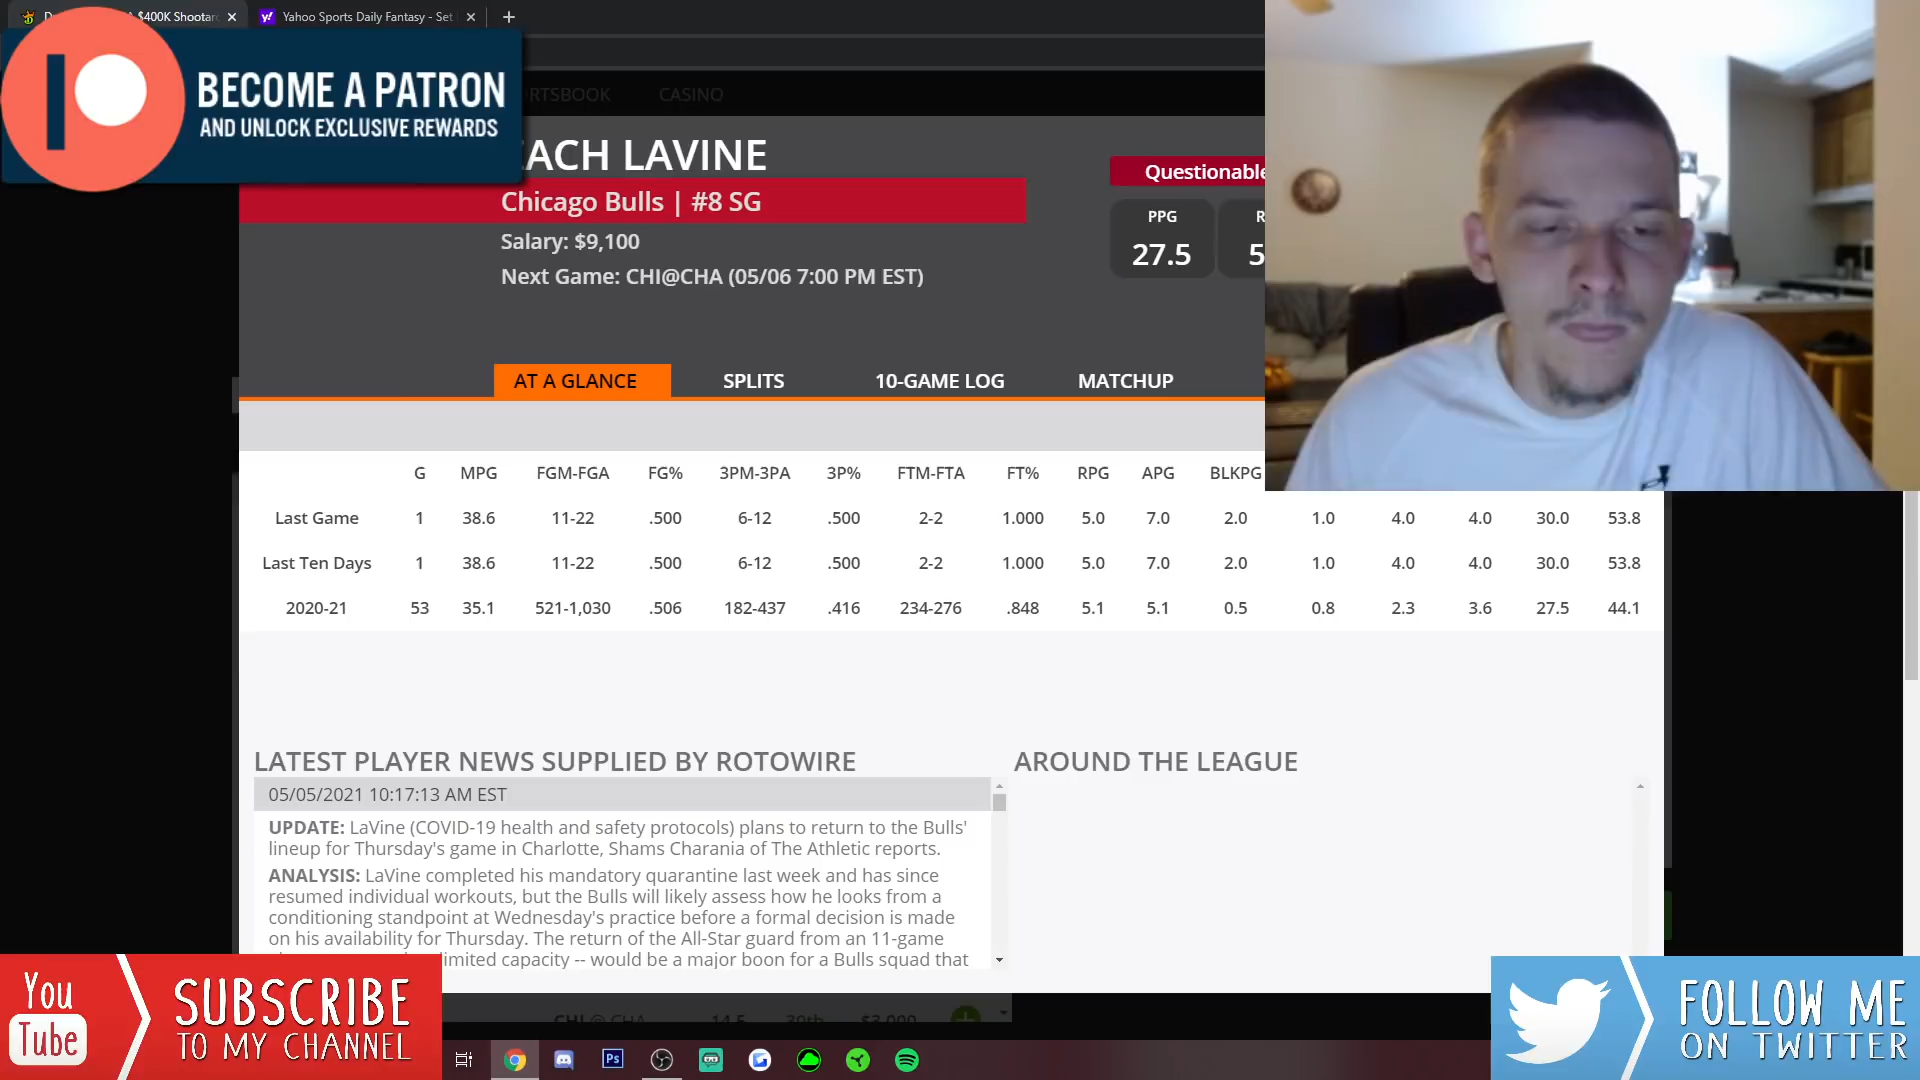 $400K Shootar
Yahoo Sports Daily Fantasy - Set
BECOME A PATRON
AND UNLOCK EXCLUSIVE REWARDS
RTSBOOK CASINO
ZACH LAVINE
Questionable
Chicago Bulls | #8 SG
Salary: $9,100
Next Game: CHI@CHA (05/06 7:00 PM EST)
PPG R
27.5 5
AT A GLANCE SPLITS 10-GAME LOG MATCHUP
G MPG FGM-FGA FG% 3PM-3PA 3P% FTM-FTA FT% RPG APG BLKPG
Last Game 1 38.6 11-22 .500 6-12 .500 2-2 1.000 5.0 7.0 2.0 1.0 4.0 4.0 30.0 53.8
Last Ten Days 1 38.6 11-22 .500 6-12 .500 2-2 1.000 5.0 7.0 2.0 1.0 4.0 4.0 30.0 53.8
2020-21 53 35.1 521-1,030 .506 182-437 .416 234-276 .848 5.1 5.1 0.5 0.8 2.3 3.6 27.5 44.1
LATEST PLAYER NEWS SUPPLIED BY ROTOWIRE
AROUND THE LEAGUE
05/05/2021 10:17:13 AM EST
UPDATE: LaVine (COVID-19 health and safety protocols) plans to return to the Bulls'
lineup for Thursday's game in Charlotte, Shams Charania of The Athletic reports.
ANALYSIS: LaVine completed his mandatory quarantine last week and has since
resumed individual workouts, but the Bulls will likely assess how he looks from a
conditioning standpoint at Wednesday's practice before a formal decision is made
on his availability for Thursday. The return of the All-Star guard from an 11-game
limited capacity -- would be a major boon for a Bulls squad that
CHI @ CHA 14.5 30th $3,000
You Tube
SUBSCRIBE
TO MY CHANNEL
Ps
FOLLOW ME
ON TWITTER